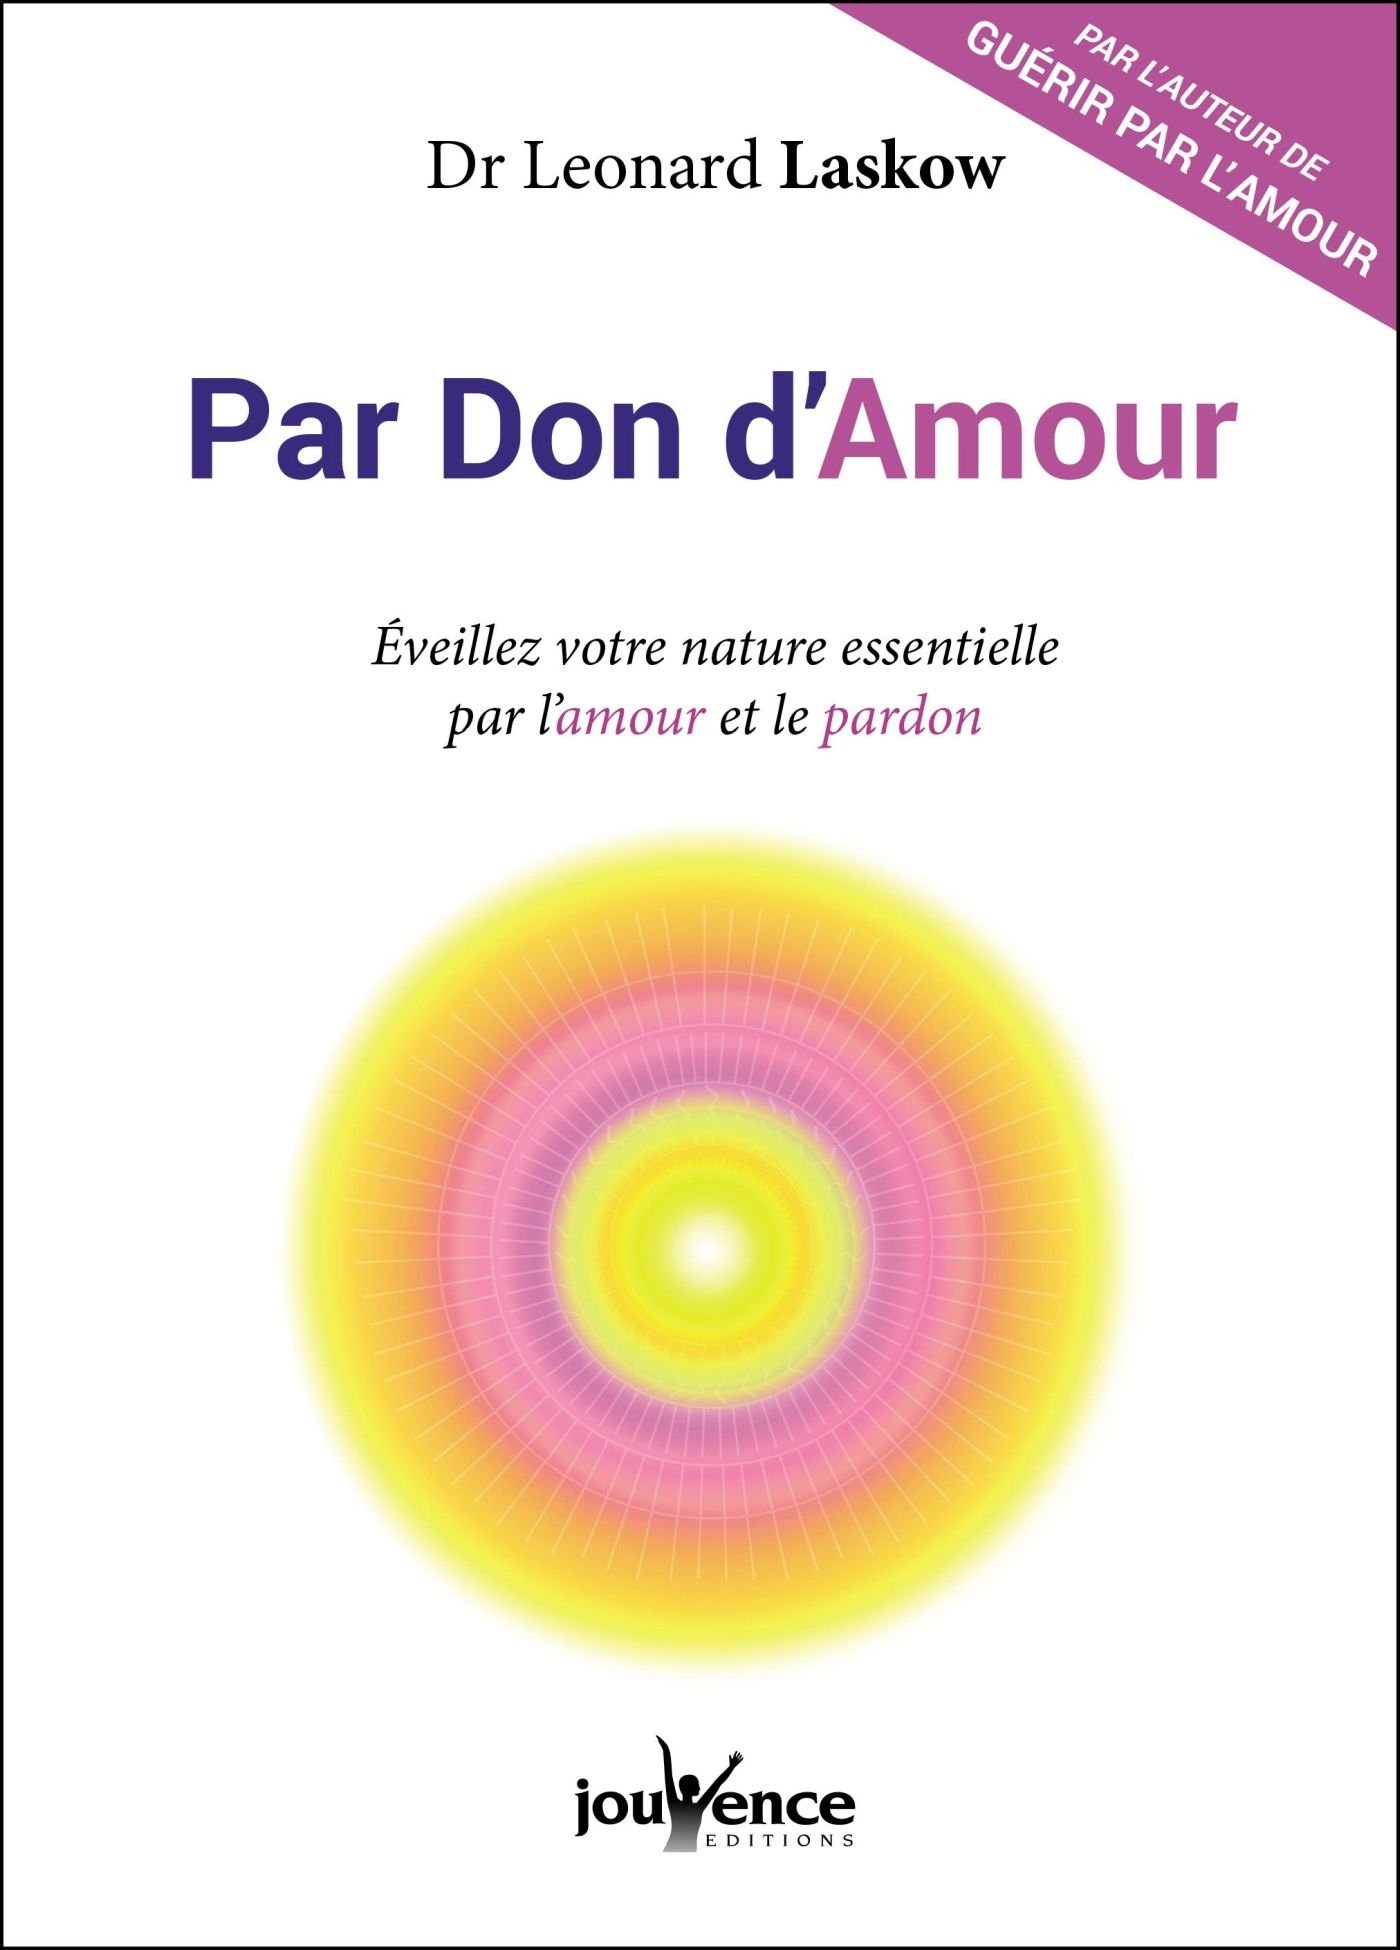 PAR L'AUTEUR DE
GUÉRIR PAR L'AMOUR
Dr Leonard Laskow
Par Don d'Amour
Éveillez votre nature essentielle
par l'amour et le pardon
jouvence
EDITIONS